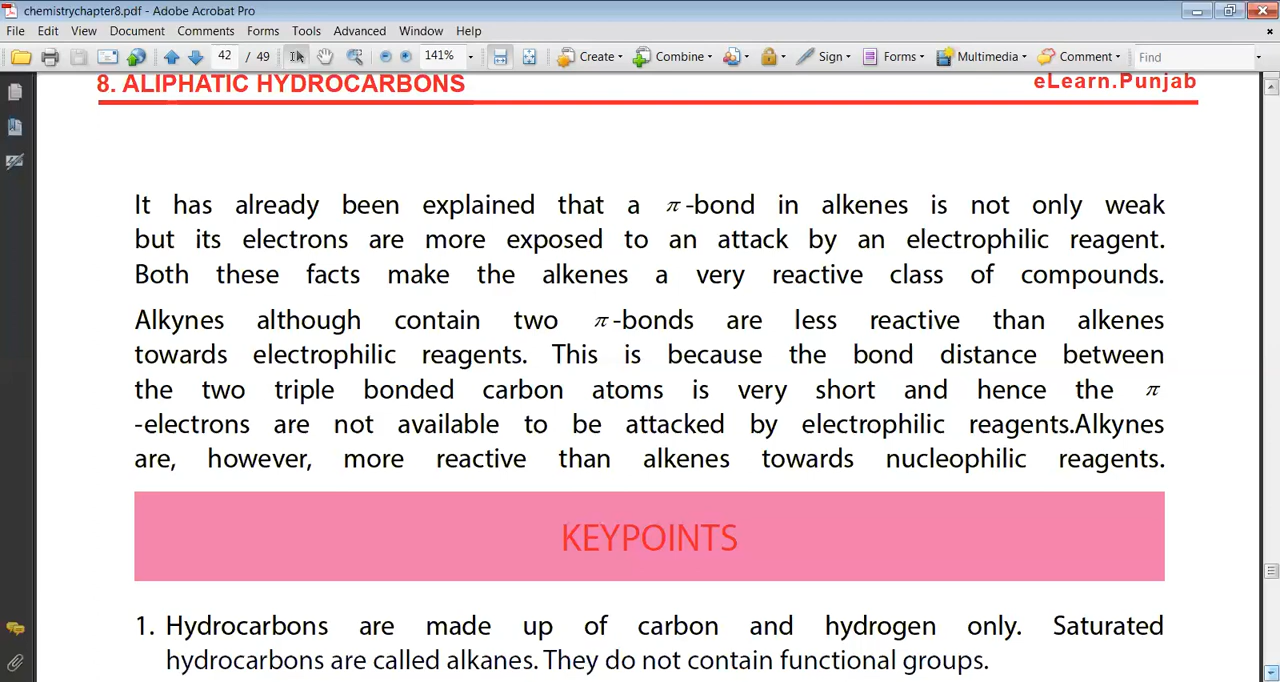 chemistrychapter8.pdf - Adobe Acrobat Pro
File Edit View Document Comments Forms Tools Advanced Window Help
42 / 49 141% Create Combine Sign Forms Multimedia Comment Find
8. ALIPHATIC HYDROCARBONS eLearn.Punjab
It has already been explained that a π-bond in alkenes is not only weak
but its electrons are more exposed to an attack by an electrophilic reagent.
Both these facts make the alkenes a very reactive class of compounds.
Alkynes although contain two π-bonds are less reactive than alkenes
towards electrophilic reagents. This is because the bond distance between
the two triple bonded carbon atoms is very short and hence the π
-electrons are not available to be attacked by electrophilic reagents.Alkynes
are, however, more reactive than alkenes towards nucleophilic reagents.
KEYPOINTS
1. Hydrocarbons are made up of carbon and hydrogen only. Saturated
hydrocarbons are called alkanes. They do not contain functional groups.